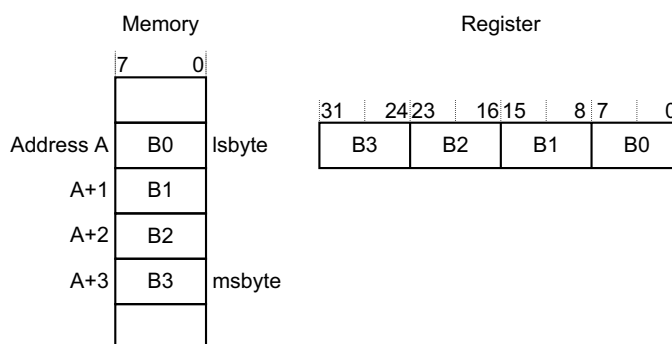 Memory
Register
7 0
31 24 23 16 15 8 7 0
Address A B0 lsbyte
B3 B2 B1 B0
A+1 B1
A+2 B2
A+3 B3 msbyte